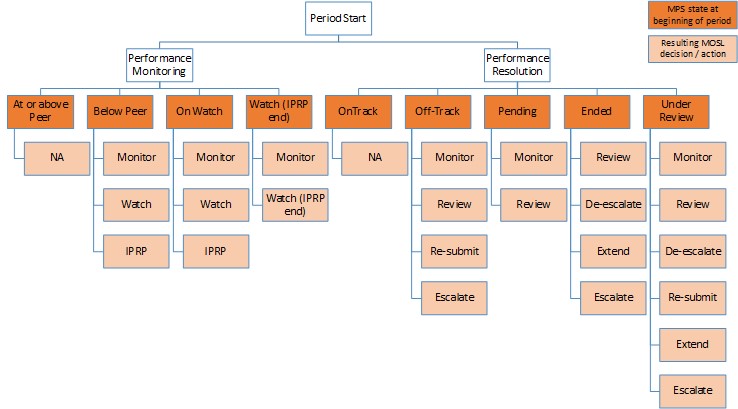 Period Start
MPS state at
beginning of period
Resulting MOSL
decision / action
Performance
Monitoring
Performance
Resolution
At or above
Peer
Below Peer
On Watch
Watch (IPRP
end)
OnTrack
Off-Track
Pending
Ended
Under
Review
NA
Monitor
Monitor
Monitor
NA
Monitor
Monitor
Review
Monitor
Watch
Watch
Watch (IPRP
end)
Review
Review
De-escalate
Review
IPRP
IPRP
Re-submit
Extend
De-escalate
Escalate
Escalate
Re-submit
Extend
Escalate